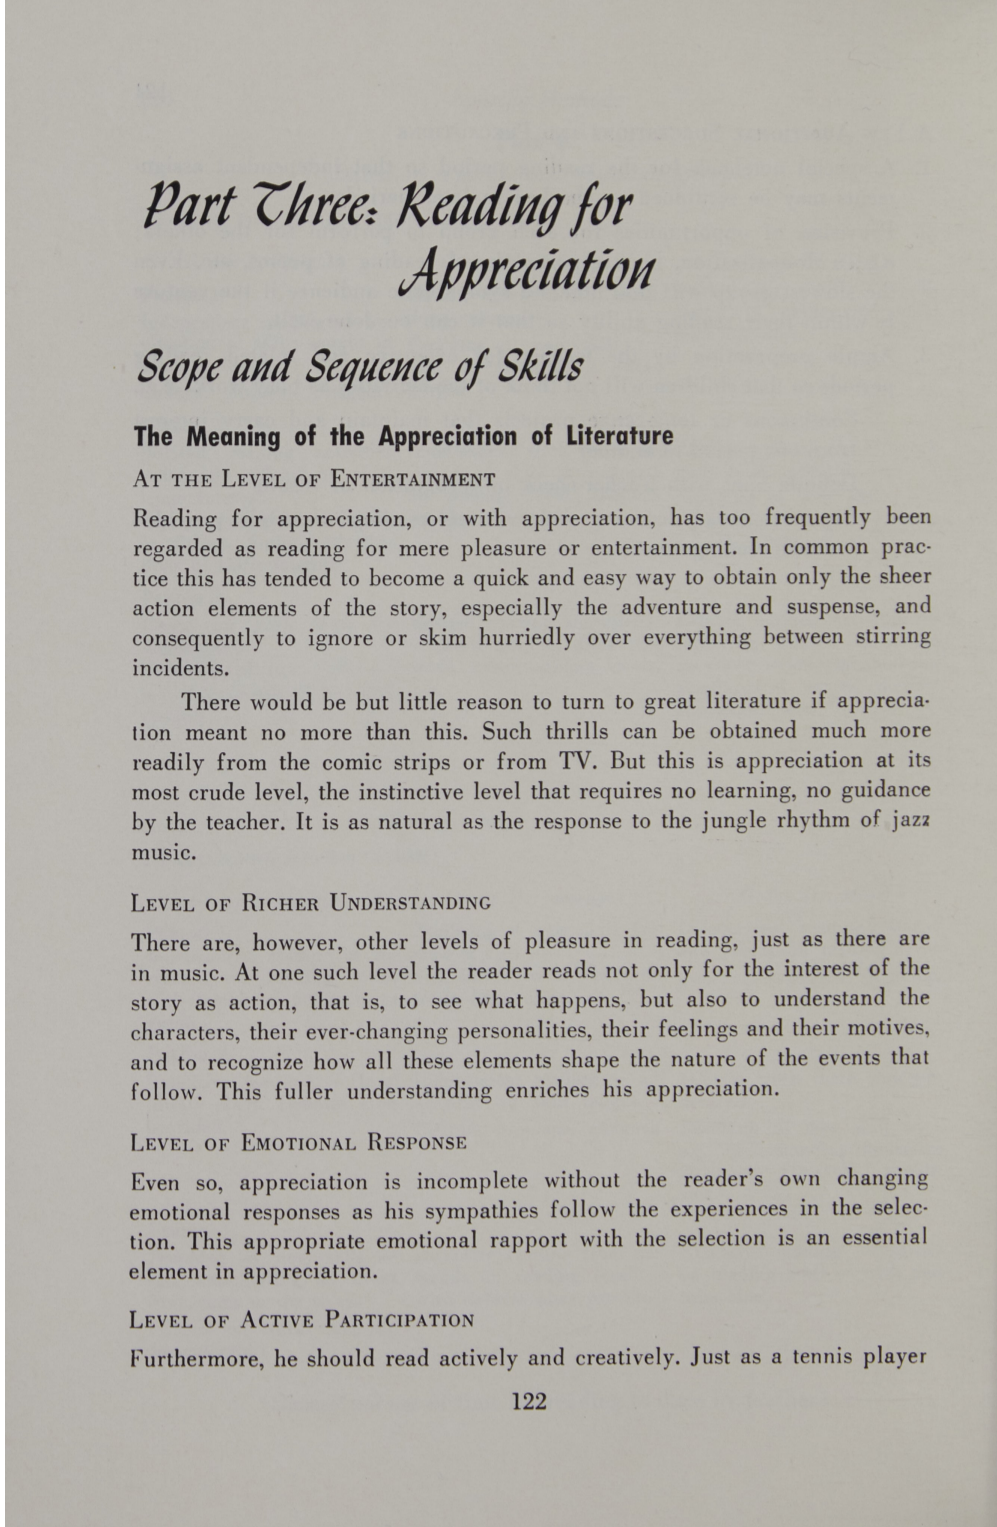 Part Three: Reading for
Appreciation
Scope and Sequence of Skills
The Meaning of the Appreciation of Literature
At the Level of Entertainment
Reading for appreciation, or with appreciation, has too frequently been
regarded as reading for mere pleasure or entertainment. In common prac-
tice this has tended to become a quick and easy way to obtain only the sheer
action elements of the story, especially the adventure and suspense, and
consequently to ignore or skim hurriedly over everything between stirring
incidents.
There would be but little reason to turn to great literature if apprecia-
tion meant no more than this. Such thrills can be obtained much more
readily from the comic strips or from TV. But this is appreciation at its
most crude level, the instinctive level that requires no learning, no guidance
by the teacher. It is as natural as the response to the jungle rhythm of jazz
music.
Level of Richer Understanding
There are, however, other levels of pleasure in reading, just as there are
in music. At one such level the reader reads not only for the interest of the
story as action, that is, to see what happens, but also to understand the
characters, their ever-changing personalities, their feelings and their motives,
and to recognize how all these elements shape the nature of the events that
follow. This fuller understanding enriches his appreciation.
Level of Emotional Response
Even so, appreciation is incomplete without the reader's own changing
emotional responses as his sympathies follow the experiences in the selec-
tion. This appropriate emotional rapport with the selection is an essential
element in appreciation.
Level of Active Participation
Furthermore, he should read actively and creatively. Just as a tennis player
122